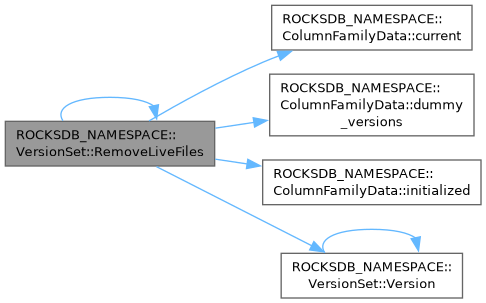 ROCKSDB_NAMESPACE::
VersionSet::RemoveLiveFiles
ROCKSDB_NAMESPACE::
ColumnFamilyData::current
ROCKSDB_NAMESPACE::
ColumnFamilyData::dummy
_versions
ROCKSDB_NAMESPACE::
ColumnFamilyData::initialized
ROCKSDB_NAMESPACE::
VersionSet::Version